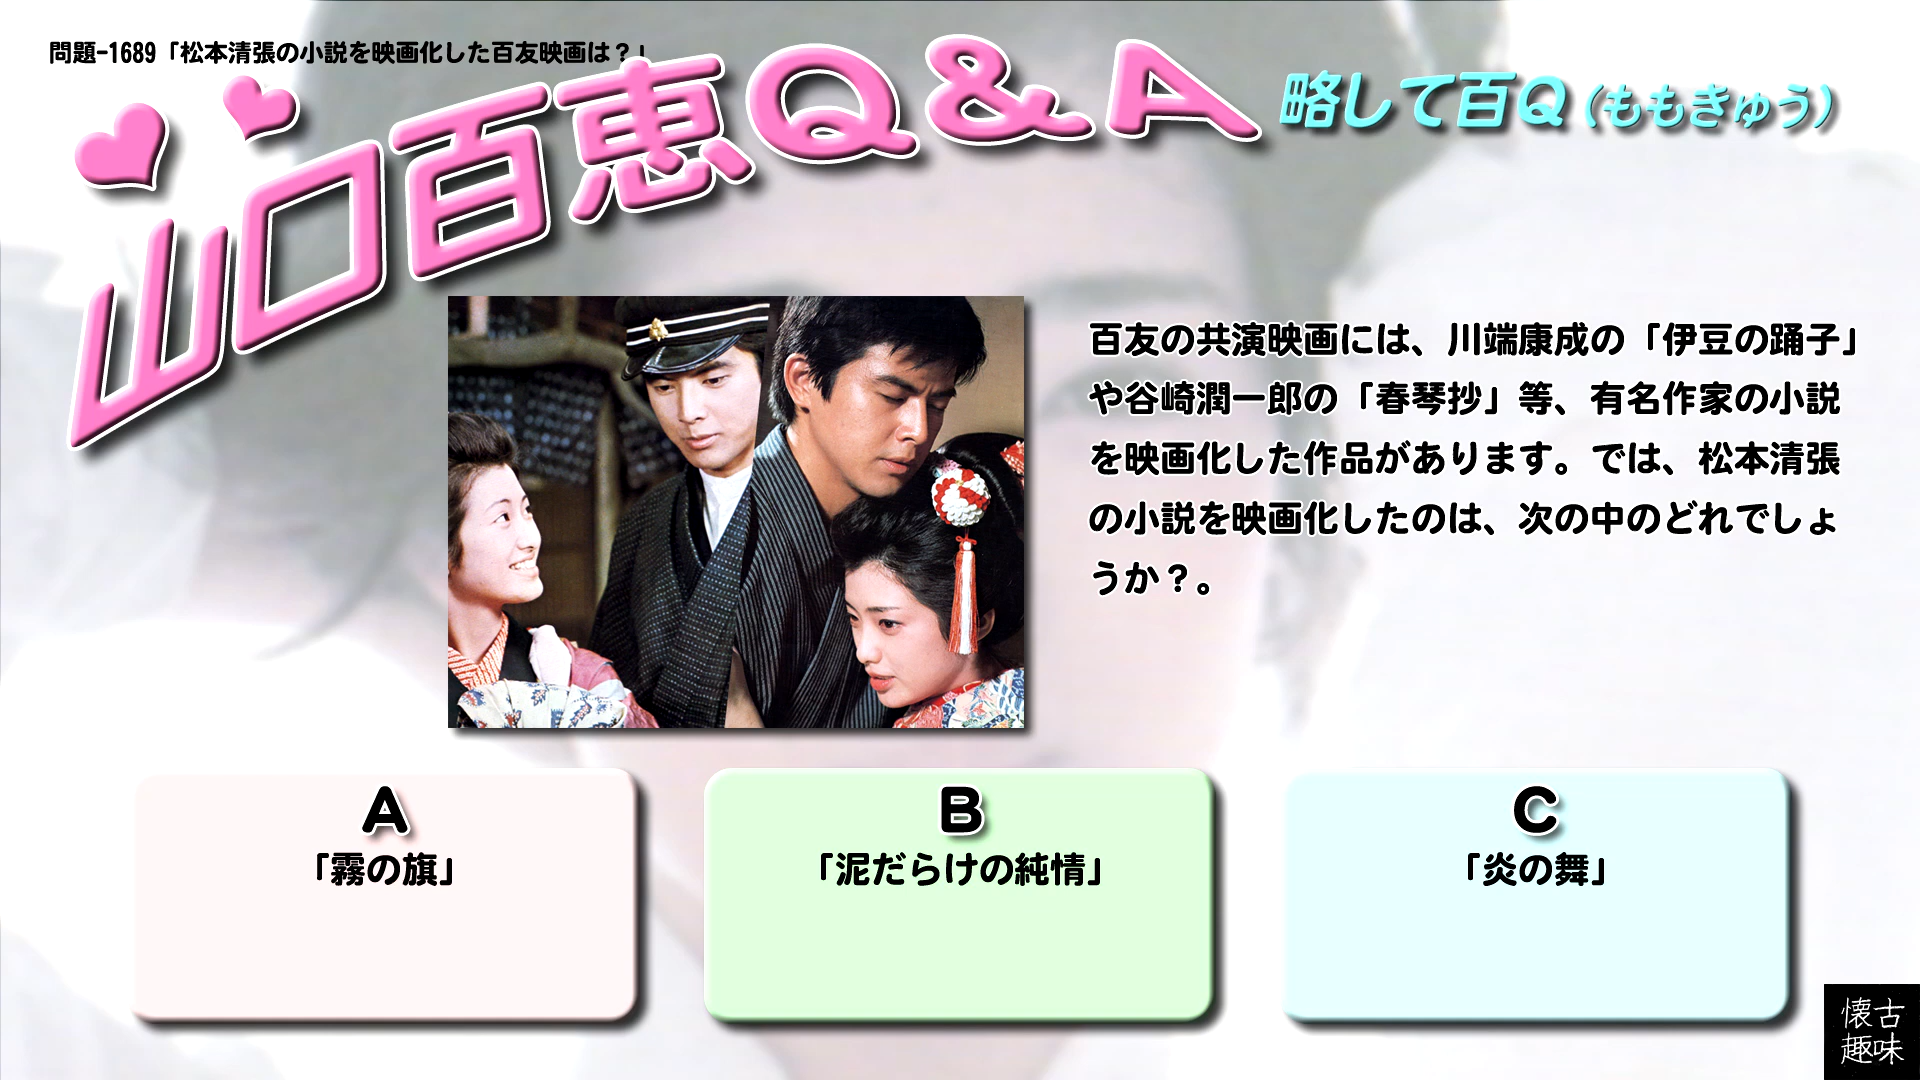 問題-1689「松本清張の小説を映画化した百友映画は？」
山口百恵Q&A
略して百Q（ももきゅう）
百友の共演映画には、川端康成の「伊豆の踊子」
や谷崎潤一郎の「春琴抄」等、有名作家の小説
を映画化した作品があります。では、松本清張
の小説を映画化したのは、次の中のどれでしょ
うか？。
A
「霧の旗」
B
「泥だらけの純情」
C
「炎の舞」
懐古
趣味